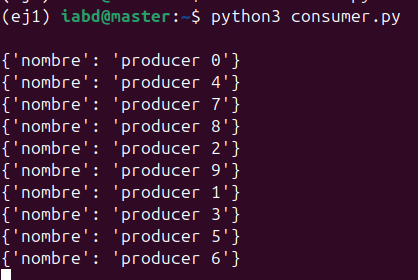 (ej1) iabd@master:~$ python3 consumer.py
{'nombre': 'producer 0'}
{'nombre': 'producer 4'}
{'nombre': 'producer 7'}
{'nombre': 'producer 8'}
{'nombre': 'producer 2'}
{'nombre': 'producer 9'}
{'nombre': 'producer 1'}
{'nombre': 'producer 3'}
{'nombre': 'producer 5'}
{'nombre': 'producer 6'}